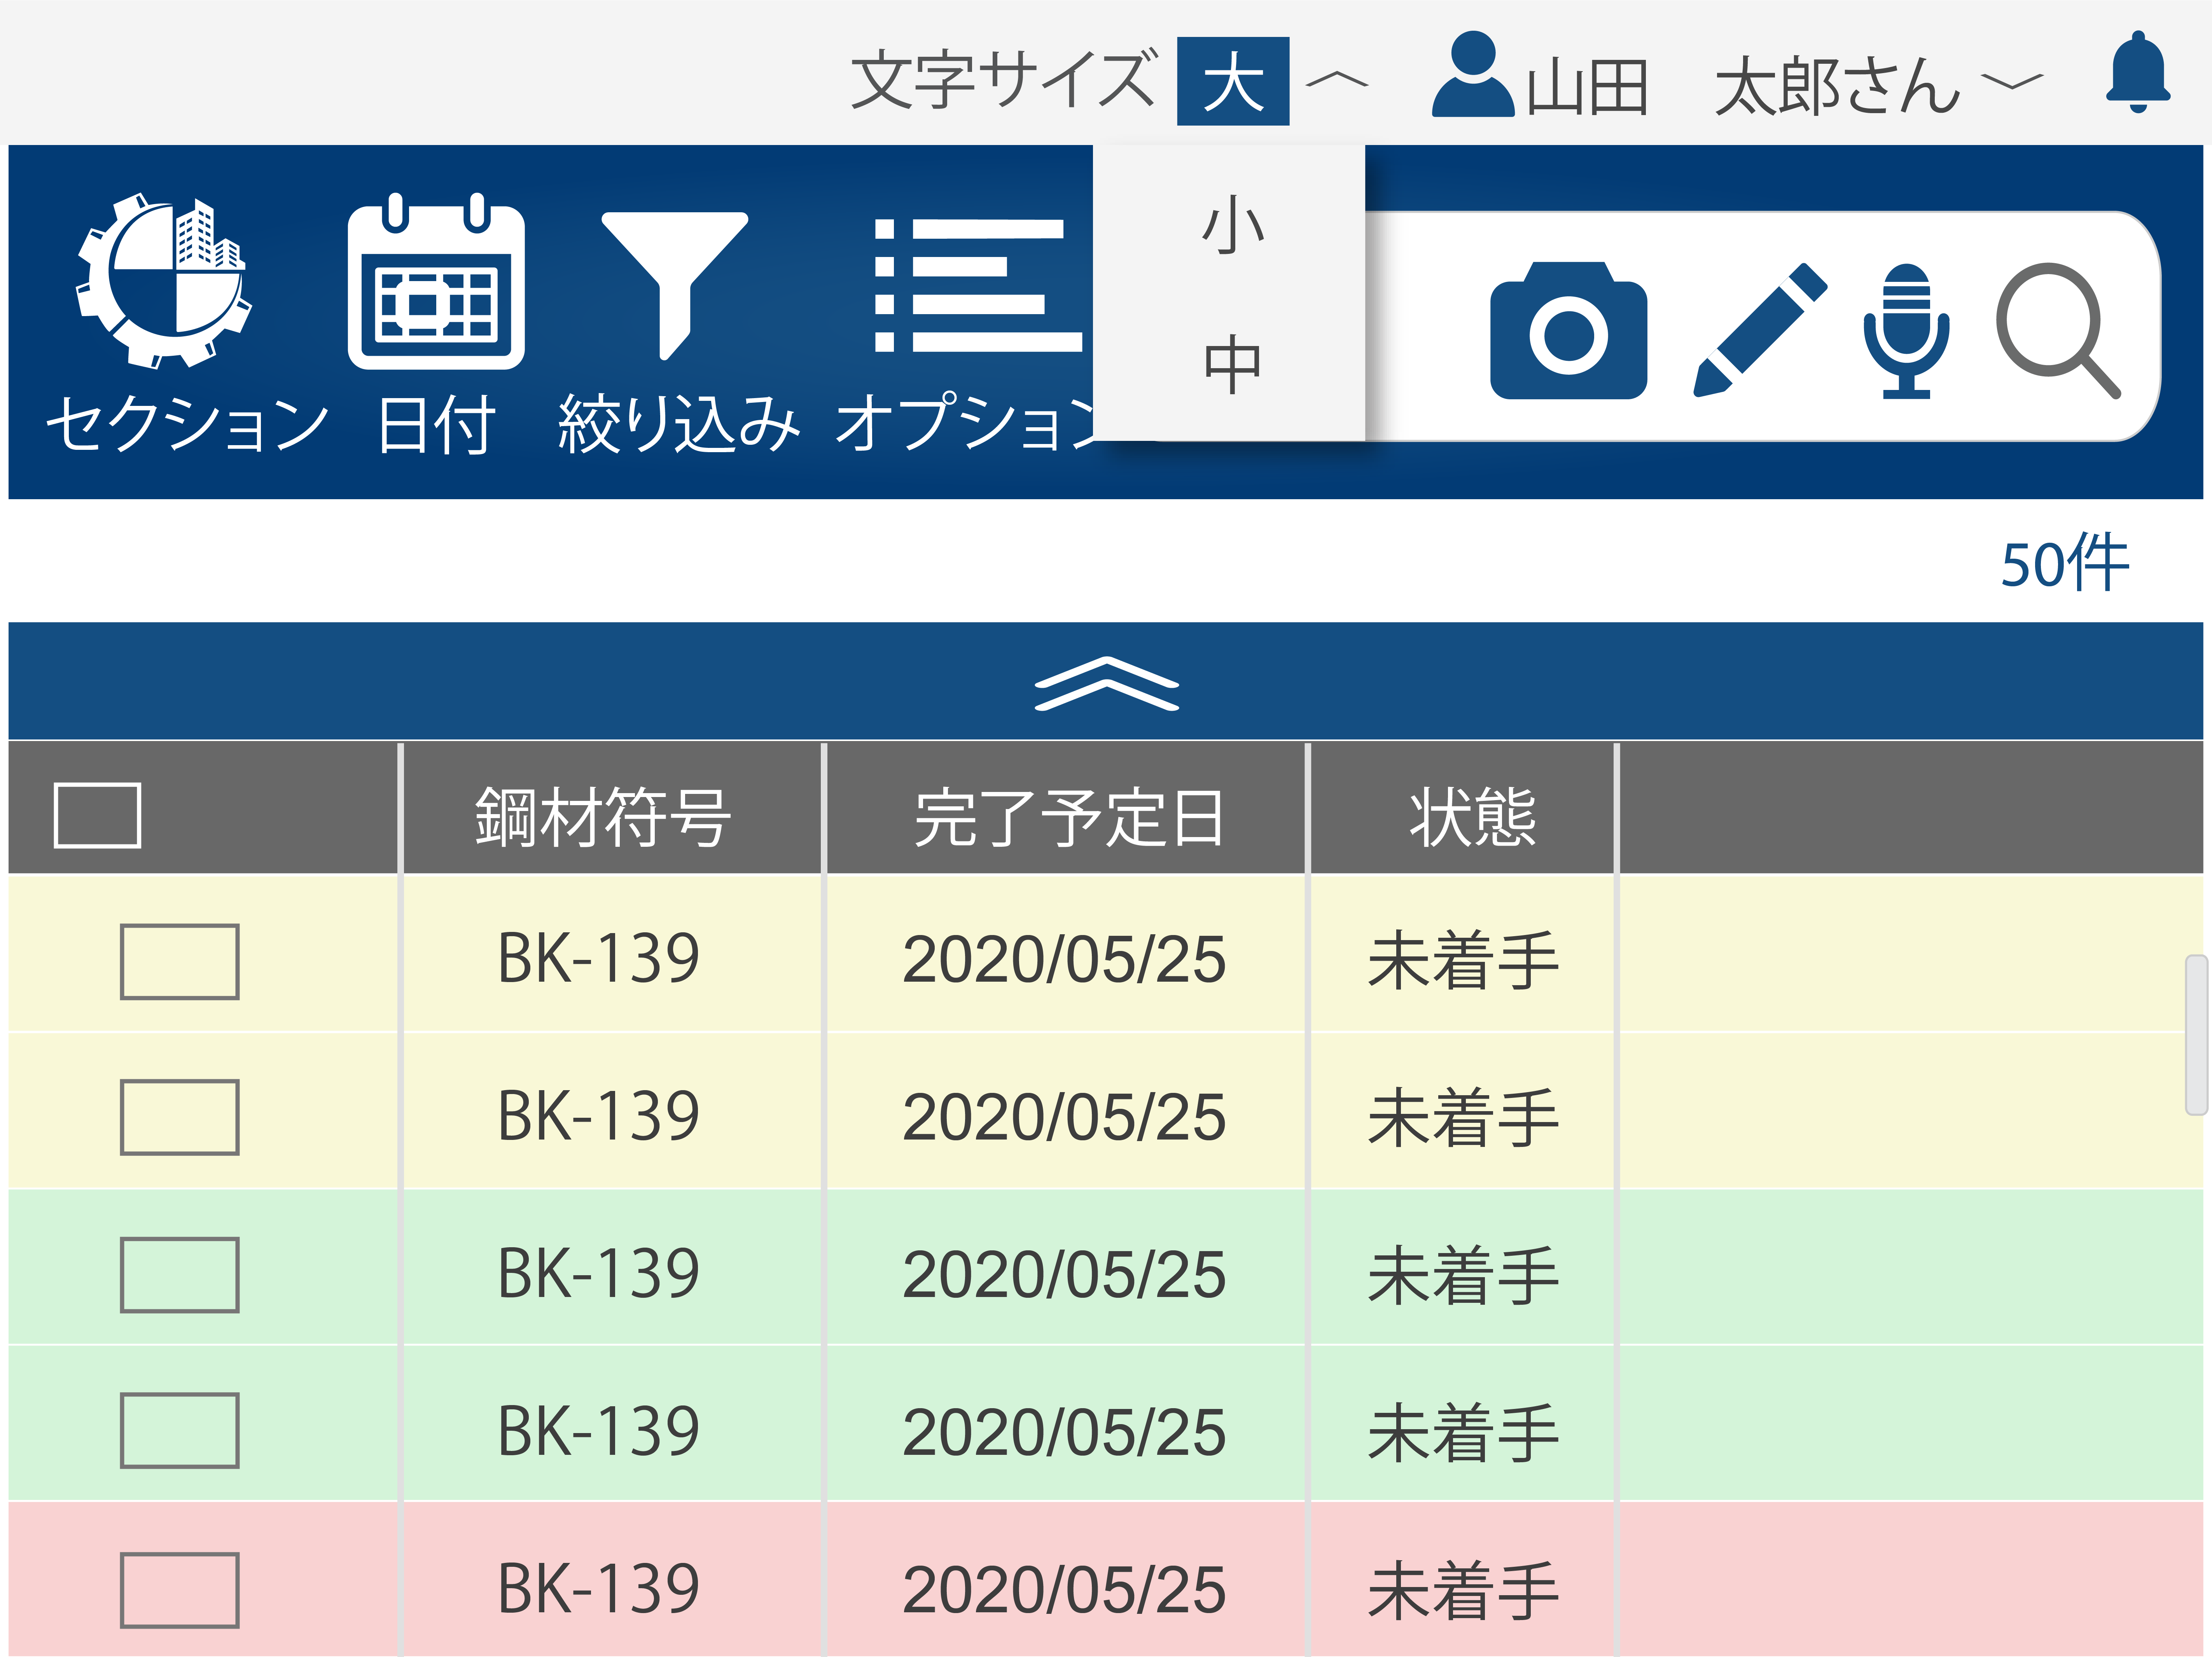 文字サイズ 大 山田　太郎さん
小
中
セクション 日付 絞り込み オプション
50件
鋼材符号 完了予定日 状態
BK-139 2020/05/25 未着手
BK-139 2020/05/25 未着手
BK-139 2020/05/25 未着手
BK-139 2020/05/25 未着手
BK-139 2020/05/25 未着手